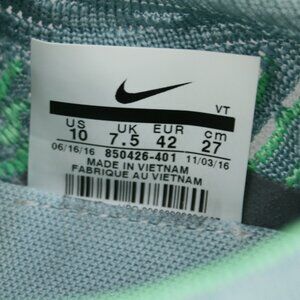 VT
US UK EUR cm
10 7.5 42 27
06/16/16 850426-401 11/03/16
MADE IN VIETNAM
FABRIQUE AU VIETNAM